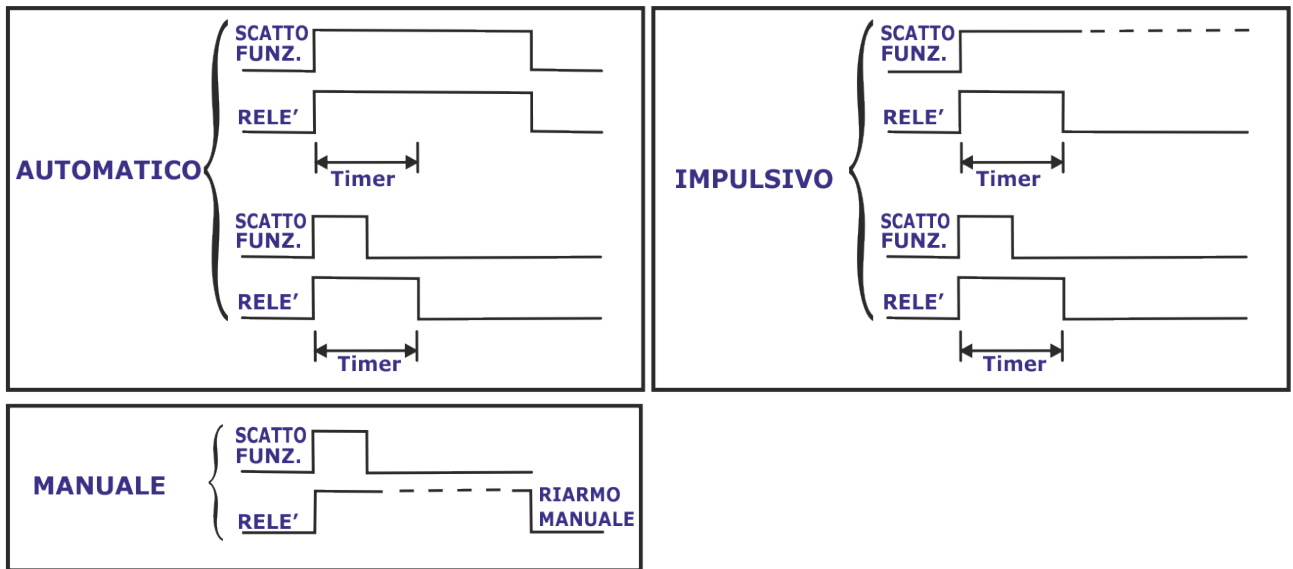 AUTOMATICO
SCATTO
FUNZ.
RELE'
Timer
SCATTO
FUNZ.
RELE'
Timer
IMPULSIVO
SCATTO
FUNZ.
RELE'
Timer
SCATTO
FUNZ.
RELE'
Timer
MANUALE
SCATTO
FUNZ.
RELE'
RIARMO
MANUALE